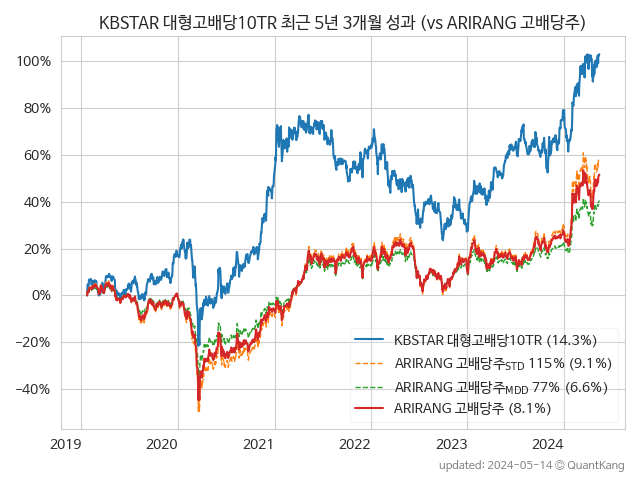 KBSTAR 대형고배당10TR 최근 5년 3개월 성과 (vs ARIRANG 고배당주)
100%
80%
60%
40%
20%
0%
−20%
−40%
KBSTAR 대형고배당10TR (14.3%)
ARIRANG 고배당주STD 115% (9.1%)
ARIRANG 고배당주MDD 77% (6.6%)
ARIRANG 고배당주 (8.1%)
2019 2020 2021 2022 2023 2024
updated: 2024-05-14 © QuantKang